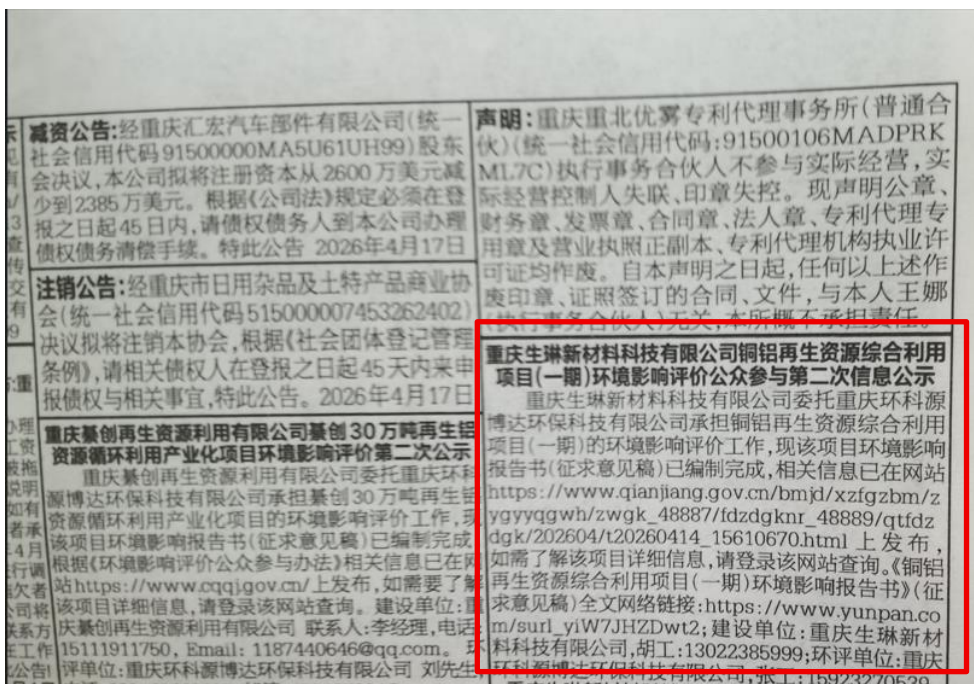 减资公告:经重庆汇宏汽车部件有限公司(统一
社会信用代码91500000MA5U61UH99)股东
会决议,本公司拟将注册资本从2600万美元减
少到2385万美元。根据《公司法》规定必须在登
报之日起45日内,请债权债务人到本公司办理
债权债务清偿手续。特此公告 2026年4月17日
注销公告:经重庆市日用杂品及土特产品商业协
会(统一社会信用代码515000007453262402)
决议拟将注销本协会,根据《社会团体登记管理
条例》,请相关债权人在登报之日起45天内来申
报债权与相关事宜,特此公告。2026年4月17日
重庆綦创再生资源利用有限公司綦创30万吨再生铝
资源循环利用产业化项目环境影响评价第二次公示
重庆綦创再生资源利用有限公司委托重庆环科
源博达环保科技有限公司承担綦创30万吨再生铝
资源循环利用产业化项目的环境影响评价工作,现
该项目环境影响报告书(征求意见稿)已编制完成,
根据《环境影响评价公众参与办法》相关信息已在网
站https://www.cqqj.gov.cn/上发布,如需要了解
该项目详细信息,请登录该网站查询。建设单位:重
庆綦创再生资源利用有限公司 联系人:李经理,电话
15111911750, Email: 1187440646@qq.com。环
评单位:重庆环科源博达环保科技有限公司 刘先生
声明:重庆重北优雾专利代理事务所(普通合
伙)(统一社会信用代码:91500106MADPRK
ML7C)执行事务合伙人不参与实际经营,实
际经营控制人失联、印章失控。现声明公章、
财务章、发票章、合同章、法人章、专利代理专
用章及营业执照正副本、专利代理机构执业许
可证均作废。自本声明之日起,任何以上述作
废印章、证照签订的合同、文件,与本人王娜
(执行事务合伙人)无关,本所概不承担责任。
重庆生琳新材料科技有限公司铜铝再生资源综合利用
项目(一期)环境影响评价公众参与第二次信息公示
重庆生琳新材料科技有限公司委托重庆环科源
博达环保科技有限公司承担铜铝再生资源综合利用
项目(一期)的环境影响评价工作,现该项目环境影响
报告书(征求意见稿)已编制完成,相关信息已在网站
https://www.qianjiang.gov.cn/bmjd/xzfgzbm/z
ygyyqgwh/zwgk_48887/fdzdgknr_48889/qtfdz
dgk/202604/t20260414_15610670.html上发布,
如需了解该项目详细信息,请登录该网站查询。《铜铝
再生资源综合利用项目(一期)环境影响报告书》(征
求意见稿)全文网络链接:https://www.yunpan.co
m/surl_yiW7JHZDwt2;建设单位:重庆生琳新材
料科技有限公司,胡工:13022385999;环评单位:重庆
环科源博达环保科技有限公司,张工:15923270539